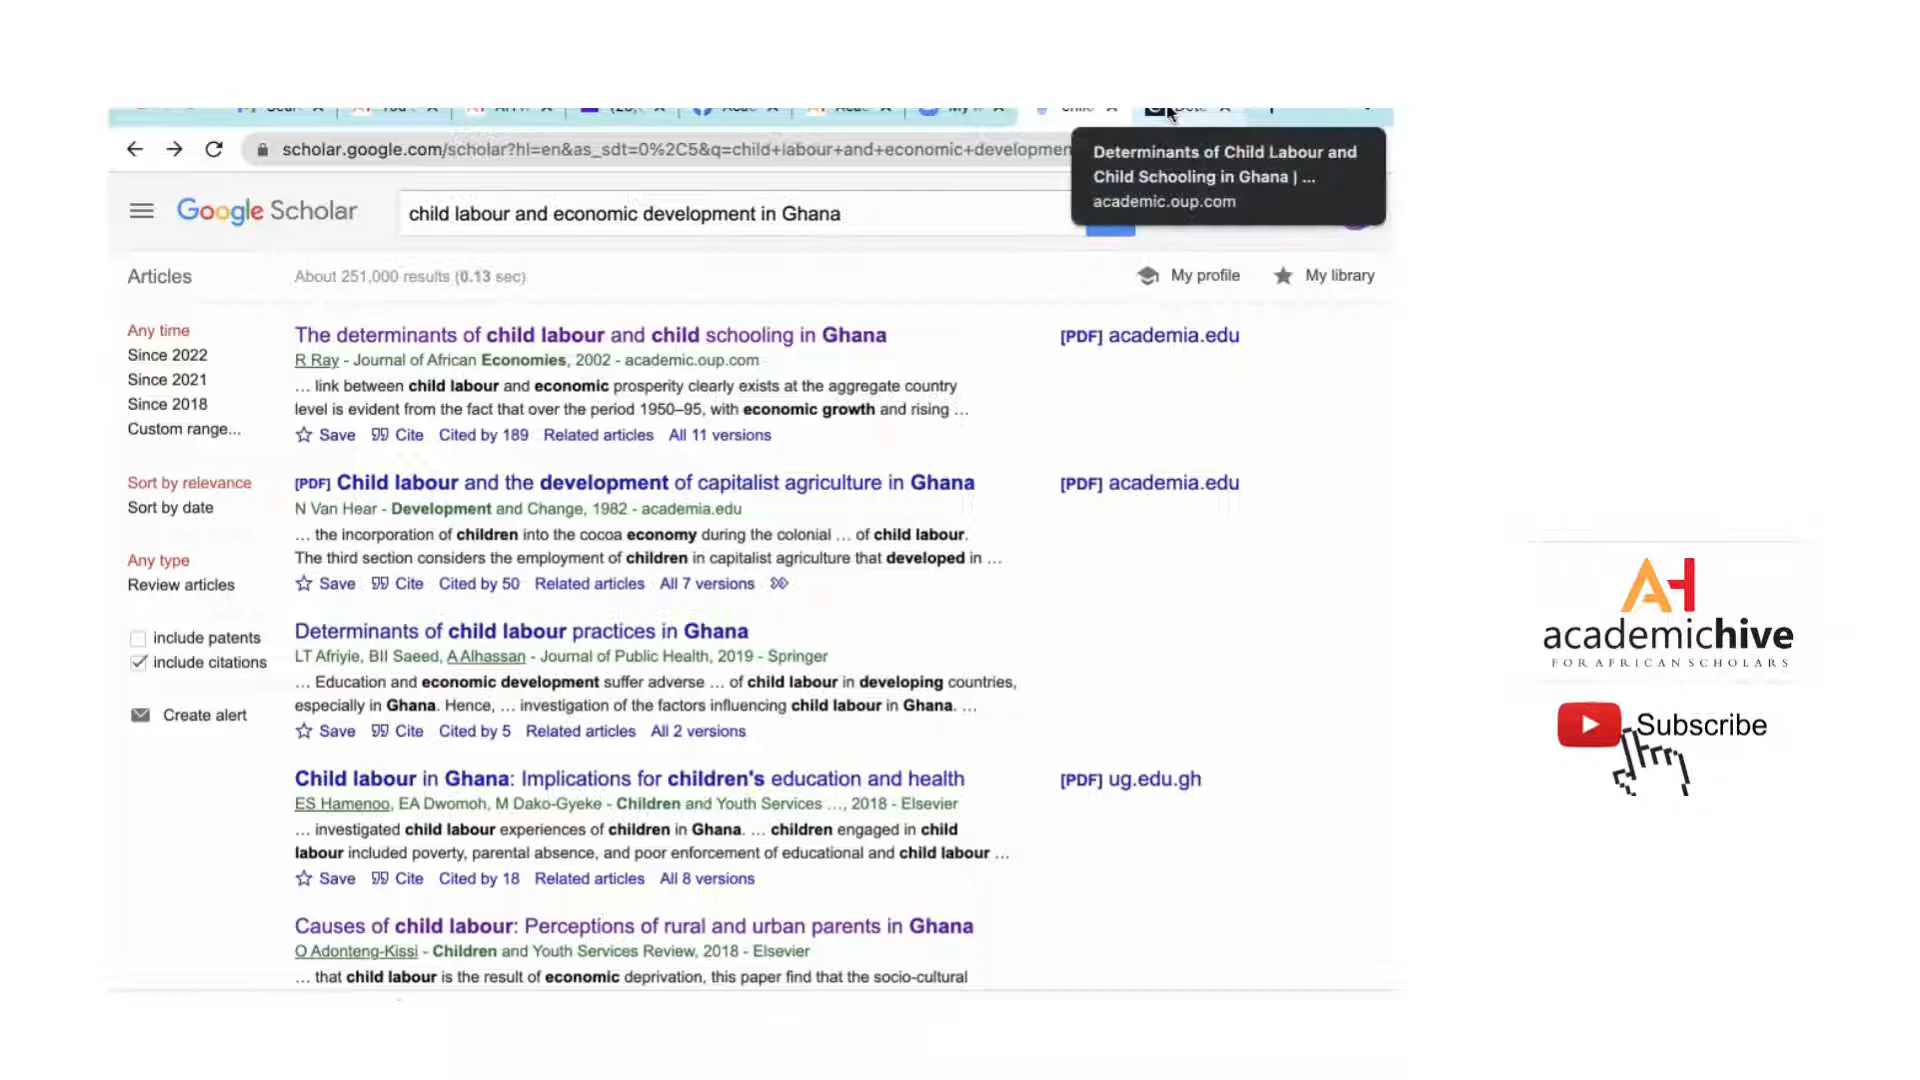 scholar.google.com/scholar?hl=en&as_sdt=0%2C5&q=child+labour+and+economic+developmen
Determinants of Child Labour and
Child Schooling in Ghana | ...
academic.oup.com
Google Scholar
child labour and economic development in Ghana
Articles
About 251,000 results (0.13 sec)
My profile
My library
Any time
Since 2022
Since 2021
Since 2018
Custom range...
Sort by relevance
Sort by date
Any type
Review articles
include patents
include citations
Create alert
The determinants of child labour and child schooling in Ghana
[PDF] academia.edu
R Ray - Journal of African Economies, 2002 - academic.oup.com
... link between child labour and economic prosperity clearly exists at the aggregate country
level is evident from the fact that over the period 1950–95, with economic growth and rising ...
Save Cite Cited by 189 Related articles All 11 versions
[PDF] Child labour and the development of capitalist agriculture in Ghana
[PDF] academia.edu
N Van Hear - Development and Change, 1982 - academia.edu
... the incorporation of children into the cocoa economy during the colonial ... of child labour.
The third section considers the employment of children in capitalist agriculture that developed in ...
Save Cite Cited by 50 Related articles All 7 versions
Determinants of child labour practices in Ghana
LT Afriyie, BII Saeed, A Alhassan - Journal of Public Health, 2019 - Springer
... Education and economic development suffer adverse ... of child labour in developing countries,
especially in Ghana. Hence, ... investigation of the factors influencing child labour in Ghana. ...
Save Cite Cited by 5 Related articles All 2 versions
Child labour in Ghana: Implications for children's education and health
[PDF] ug.edu.gh
ES Hamenoo, EA Dwomoh, M Dako-Gyeke - Children and Youth Services ..., 2018 - Elsevier
... investigated child labour experiences of children in Ghana. ... children engaged in child
labour included poverty, parental absence, and poor enforcement of educational and child labour ...
Save Cite Cited by 18 Related articles All 8 versions
Causes of child labour: Perceptions of rural and urban parents in Ghana
O Adonteng-Kissi - Children and Youth Services Review, 2018 - Elsevier
... that child labour is the result of economic deprivation, this paper find that the socio-cultural
AH
academichive
FOR AFRICAN SCHOLARS
Subscribe